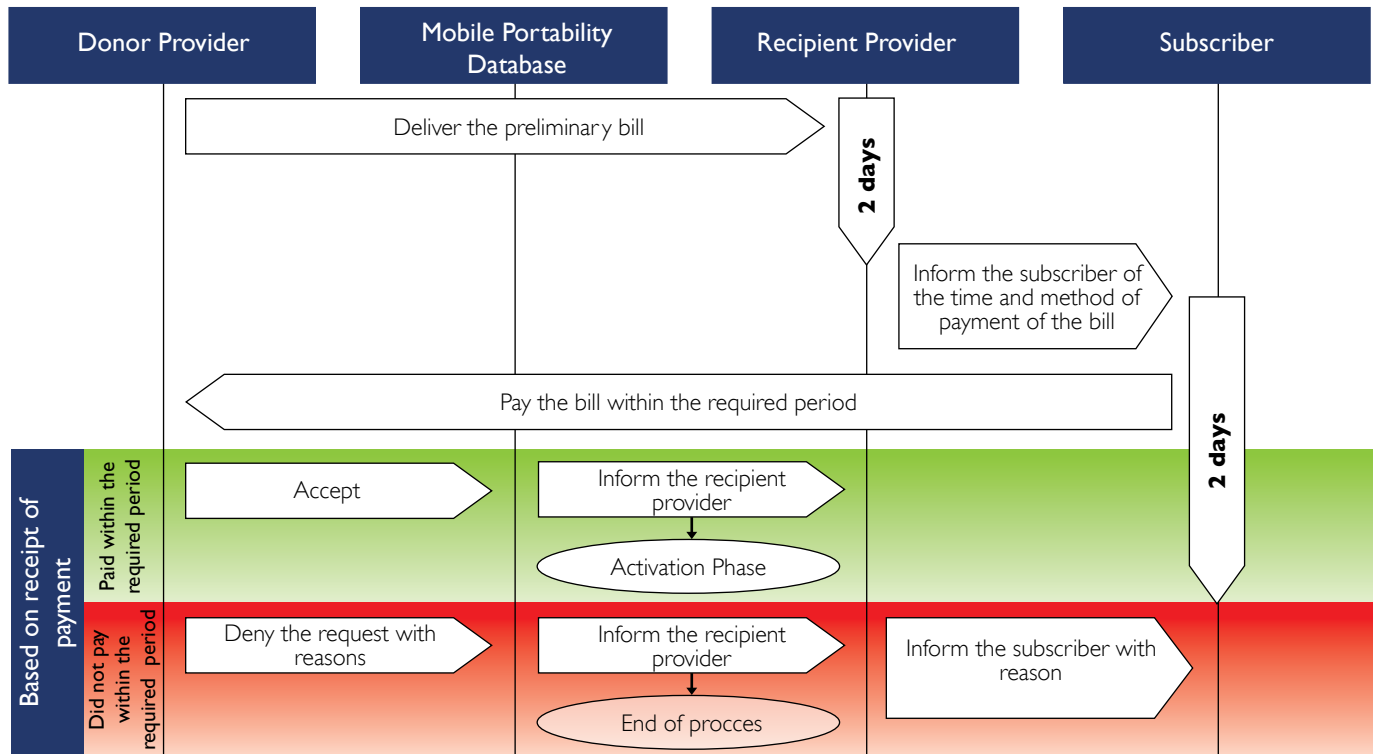 Donor Provider
Mobile Portability
Database
Recipient Provider
Subscriber
Deliver the preliminary bill
2 days
Inform the subscriber of
the time and method of
payment of the bill
Pay the bill within the required period
2 days
Based on receipt of
payment
Paid within the
required period
Accept
Inform the recipient
provider
Activation Phase
Did not pay
within the
required period
Deny the request with
reasons
Inform the recipient
provider
Inform the subscriber with
reason
End of procces